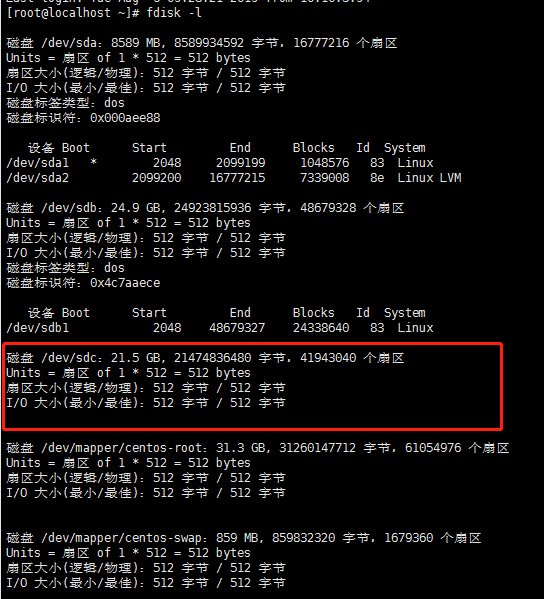 [root@localhost ~]# fdisk -l
磁盘 /dev/sda：8589 MB, 8589934592 字节，16777216 个扇区
Units = 扇区 of 1 * 512 = 512 bytes
扇区大小(逻辑/物理)：512 字节 / 512 字节
I/O 大小(最小/最佳)：512 字节 / 512 字节
磁盘标签类型：dos
磁盘标识符：0x000aee88
设备 Boot Start End Blocks Id System
/dev/sda1 * 2048 2099199 1048576 83 Linux
/dev/sda2 2099200 16777215 7339008 8e Linux LVM
磁盘 /dev/sdb：24.9 GB, 24923815936 字节，48679328 个扇区
Units = 扇区 of 1 * 512 = 512 bytes
扇区大小(逻辑/物理)：512 字节 / 512 字节
I/O 大小(最小/最佳)：512 字节 / 512 字节
磁盘标签类型：dos
磁盘标识符：0x4c7aaece
设备 Boot Start End Blocks Id System
/dev/sdb1 2048 48679327 24338640 83 Linux
磁盘 /dev/sdc：21.5 GB, 21474836480 字节，41943040 个扇区
Units = 扇区 of 1 * 512 = 512 bytes
扇区大小(逻辑/物理)：512 字节 / 512 字节
I/O 大小(最小/最佳)：512 字节 / 512 字节
磁盘 /dev/mapper/centos-root：31.3 GB, 31260147712 字节，61054976 个扇区
Units = 扇区 of 1 * 512 = 512 bytes
扇区大小(逻辑/物理)：512 字节 / 512 字节
I/O 大小(最小/最佳)：512 字节 / 512 字节
磁盘 /dev/mapper/centos-swap：859 MB, 859832320 字节，1679360 个扇区
Units = 扇区 of 1 * 512 = 512 bytes
扇区大小(逻辑/物理)：512 字节 / 512 字节
I/O 大小(最小/最佳)：512 字节 / 512 字节